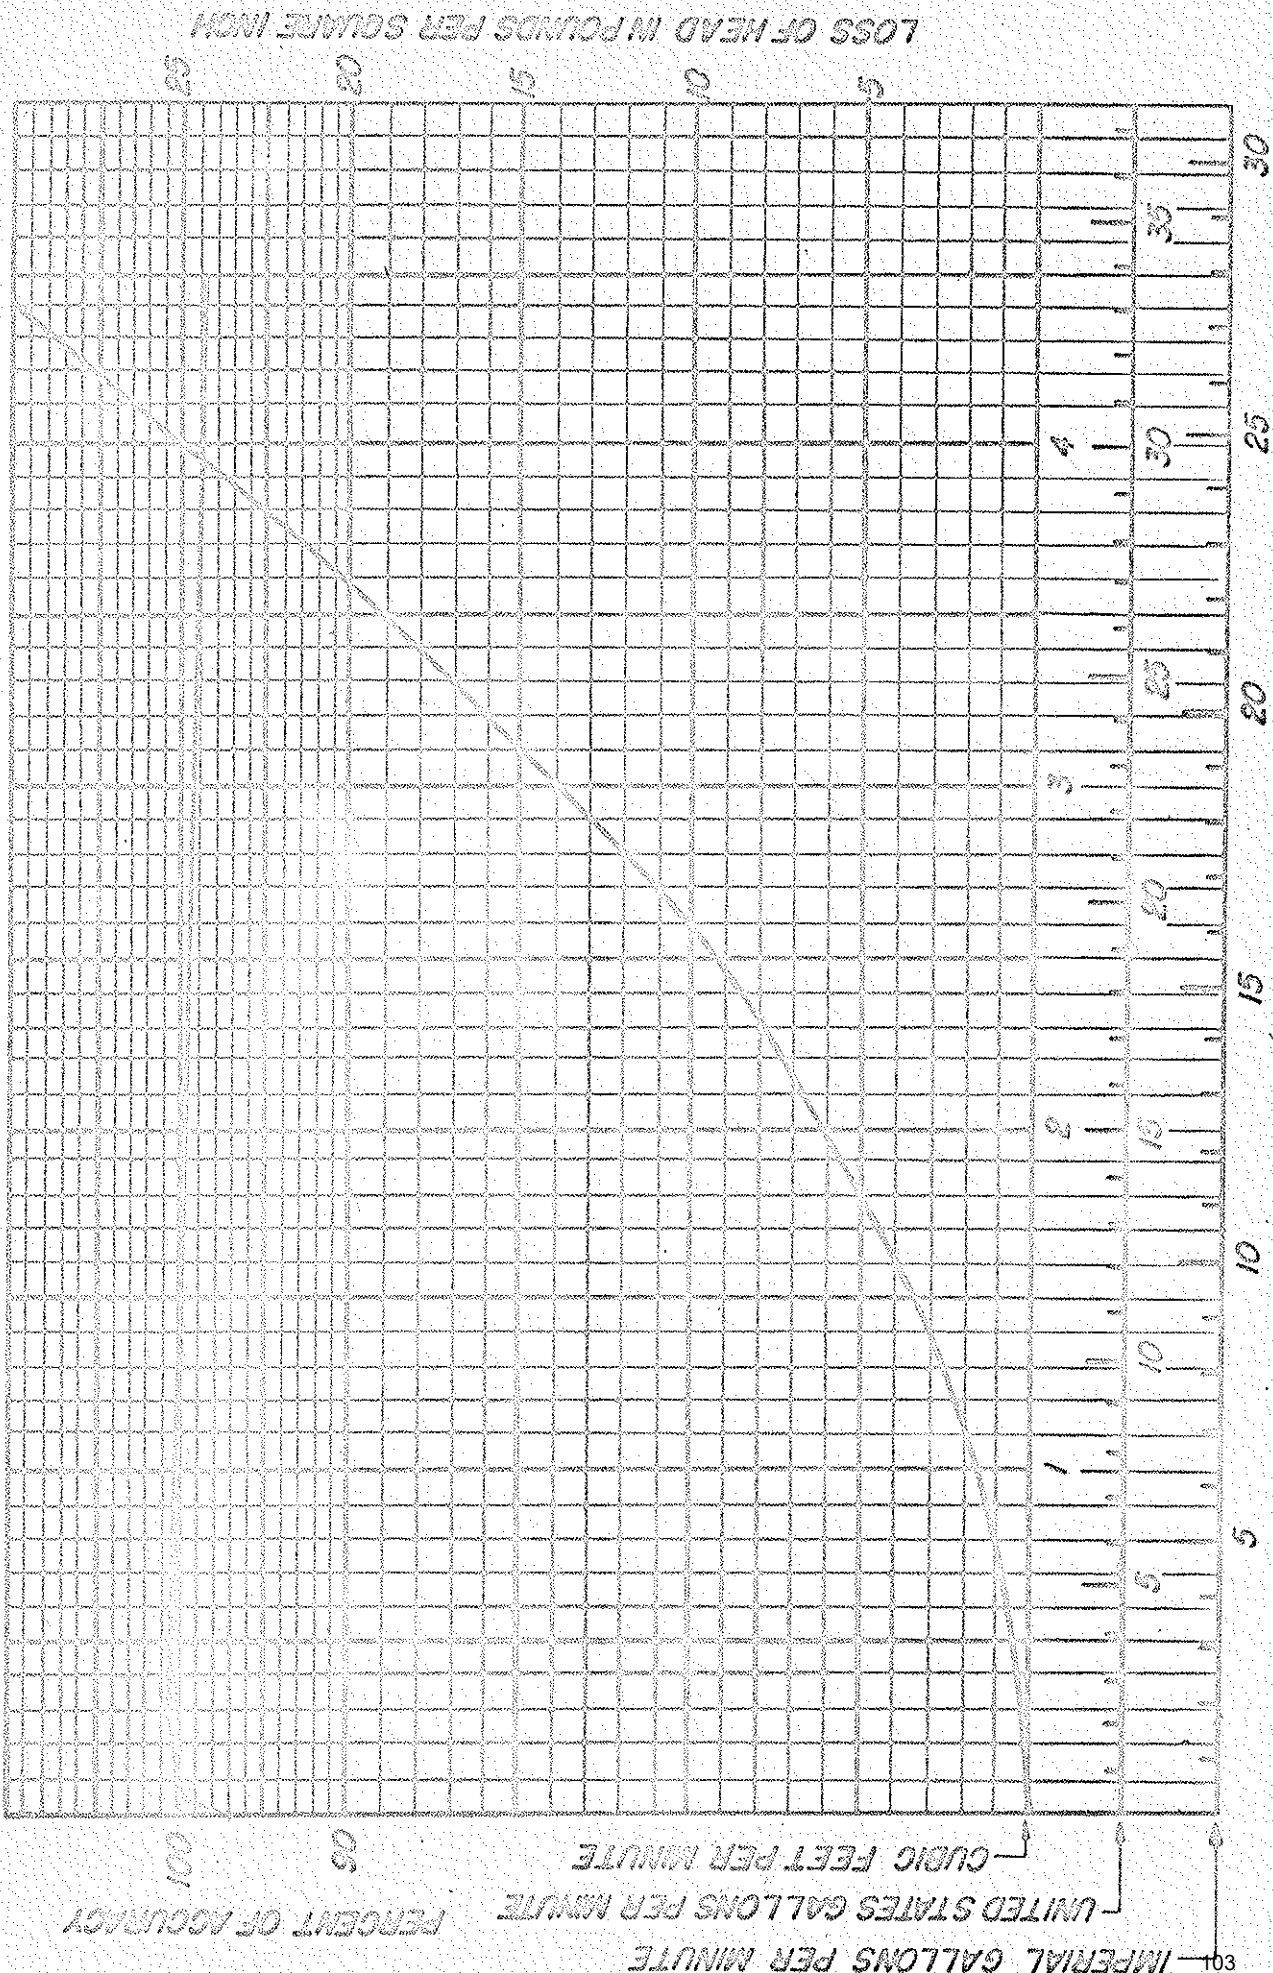 PERCENT OF ACCURACY
100
LOSS OF HEAD IN POUNDS PER SQUARE INCH
25
20
15
10
5
CUBIC FEET PER MINUTE
1 2 3 4
UNITED STATES GALLONS PER MINUTE
5 10 15 20 25 30 35
IMPERIAL GALLONS PER MINUTE
5 10 15 20 25 30
103